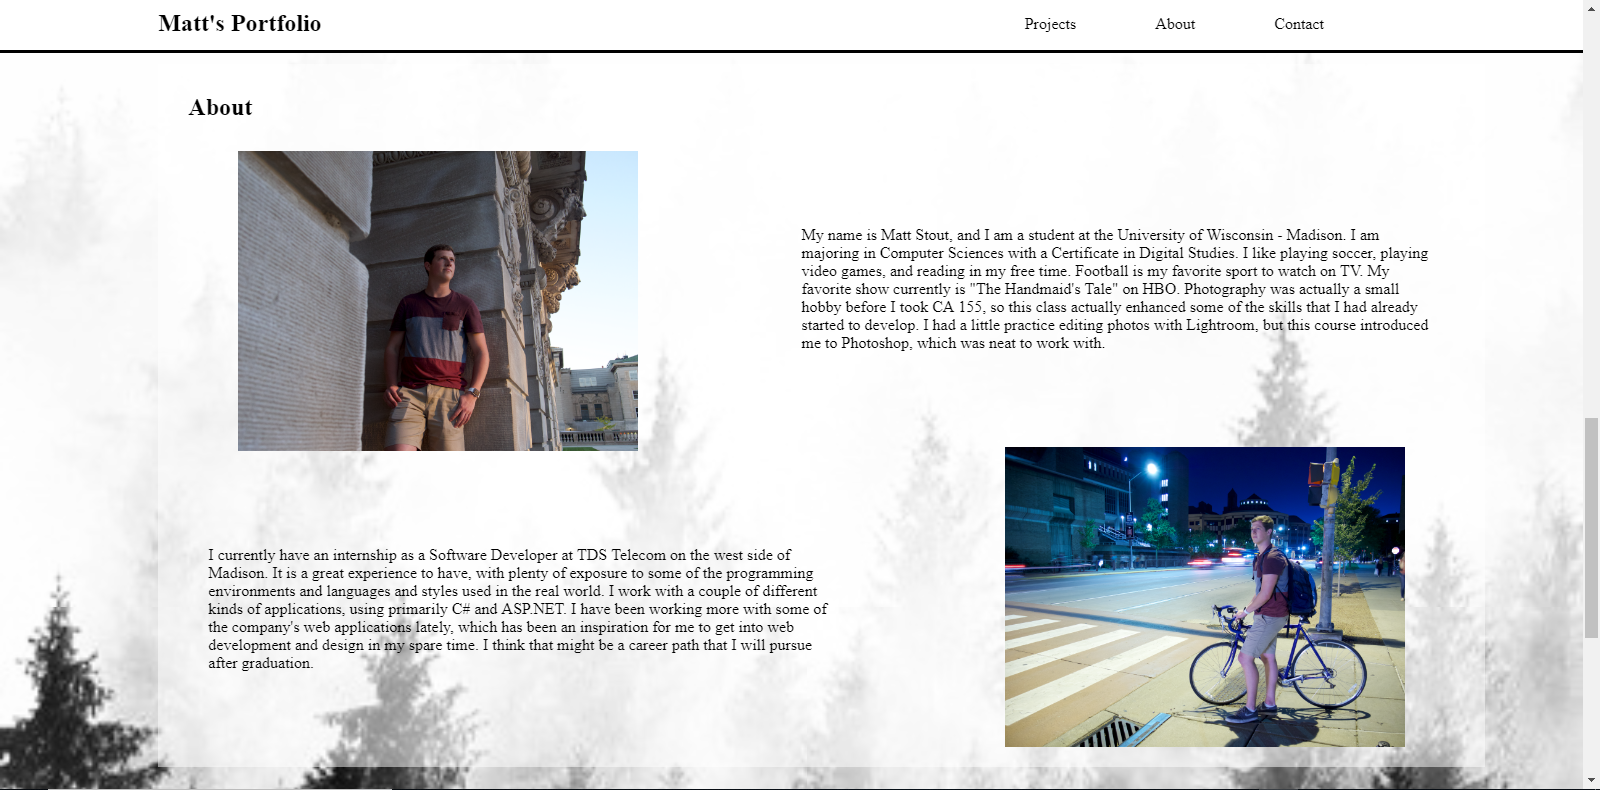 Matt's Portfolio
Projects
About
Contact
About
My name is Matt Stout, and I am a student at the University of Wisconsin - Madison. I am
majoring in Computer Sciences with a Certificate in Digital Studies. I like playing soccer, playing
video games, and reading in my free time. Football is my favorite sport to watch on TV. My
favorite show currently is "The Handmaid's Tale" on HBO. Photography was actually a small
hobby before I took CA 155, so this class actually enhanced some of the skills that I had already
started to develop. I had a little practice editing photos with Lightroom, but this course introduced
me to Photoshop, which was neat to work with.
I currently have an internship as a Software Developer at TDS Telecom on the west side of
Madison. It is a great experience to have, with plenty of exposure to some of the programming
environments and languages and styles used in the real world. I work with a couple of different
kinds of applications, using primarily C# and ASP.NET. I have been working more with some of
the company's web applications lately, which has been an inspiration for me to get into web
development and design in my spare time. I think that might be a career path that I will pursue
after graduation.